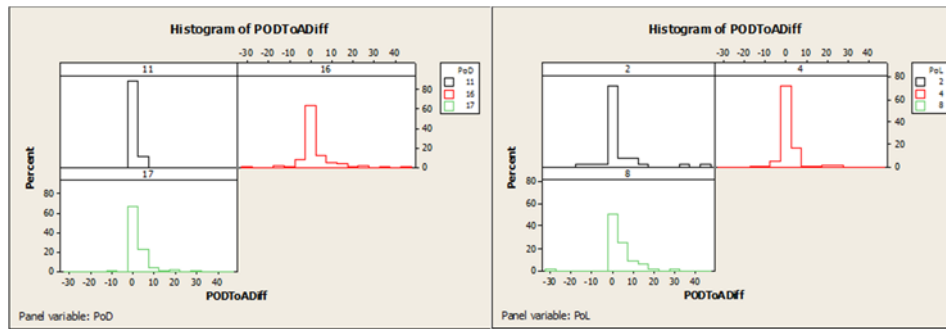 Histogram of PODToADiff
-30 -20 -10 0 10 20 30 40
11 16
PoD
11
16
17
80
60
40
20
0
17
Percent
80
60
40
20
0
-30 -20 -10 0 10 20 30 40
PODToADiff
Panel variable: PoD
Histogram of PODToADiff
-30 -20 -10 0 10 20 30 40
2 4
PoL
2
4
8
80
60
40
20
0
8
Percent
80
60
40
20
0
-30 -20 -10 0 10 20 30 40
PODToADiff
Panel variable: PoL